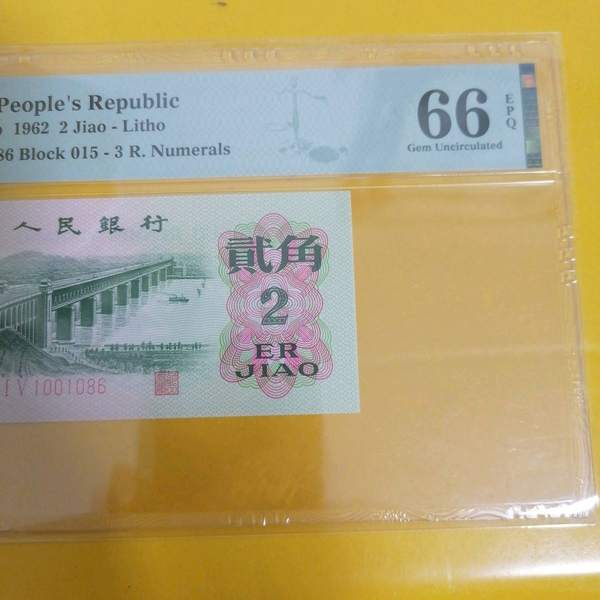 People's Republic
1962 2 Jiao - Litho
86 Block 015 - 3 R. Numerals
66
EPQ
Gem Uncirculated
人民銀行
貳角
2
ER
JIAO
IV1001086